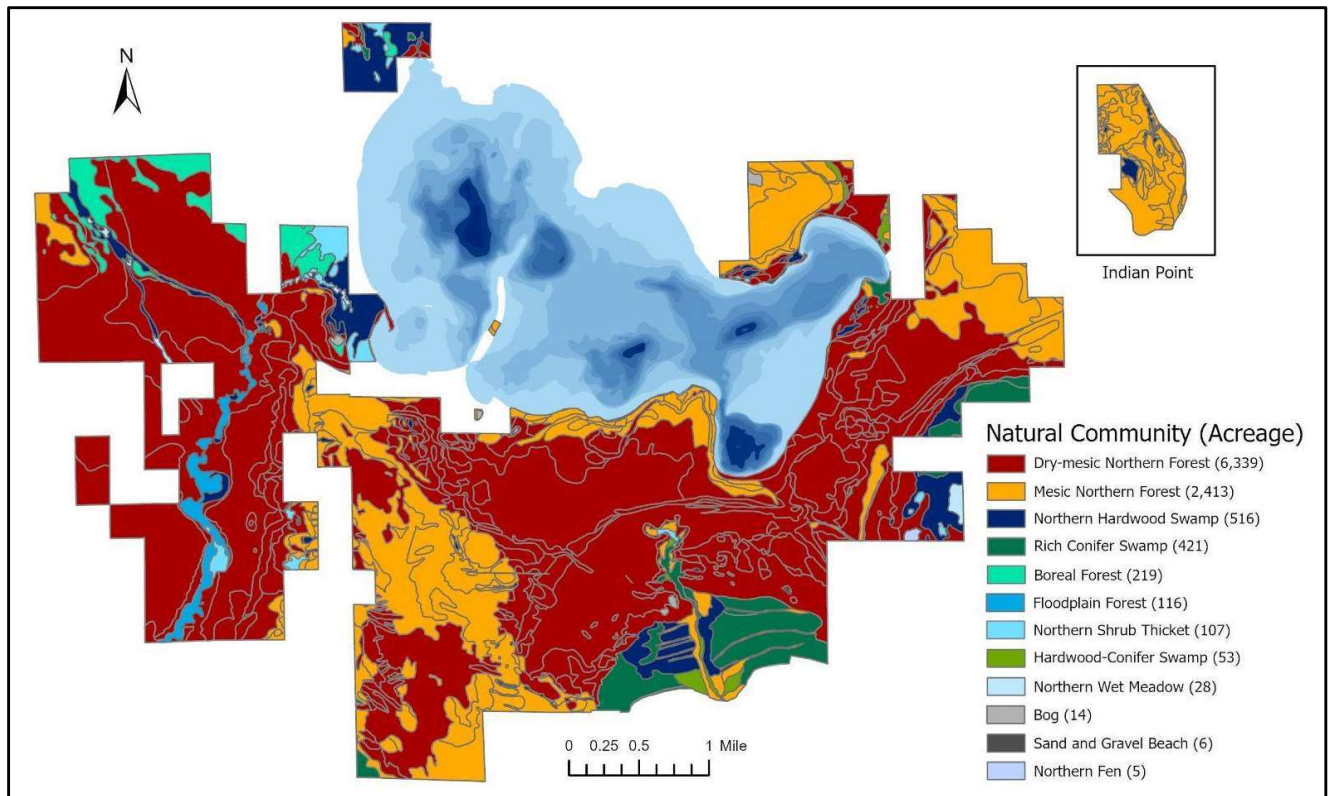 N
Indian Point
Natural Community (Acreage)
Dry-mesic Northern Forest (6,339)
Mesic Northern Forest (2,413)
Northern Hardwood Swamp (516)
Rich Conifer Swamp (421)
Boreal Forest (219)
Floodplain Forest (116)
Northern Shrub Thicket (107)
Hardwood-Conifer Swamp (53)
Northern Wet Meadow (28)
Bog (14)
Sand and Gravel Beach (6)
Northern Fen (5)
0 0.25 0.5 1 Mile